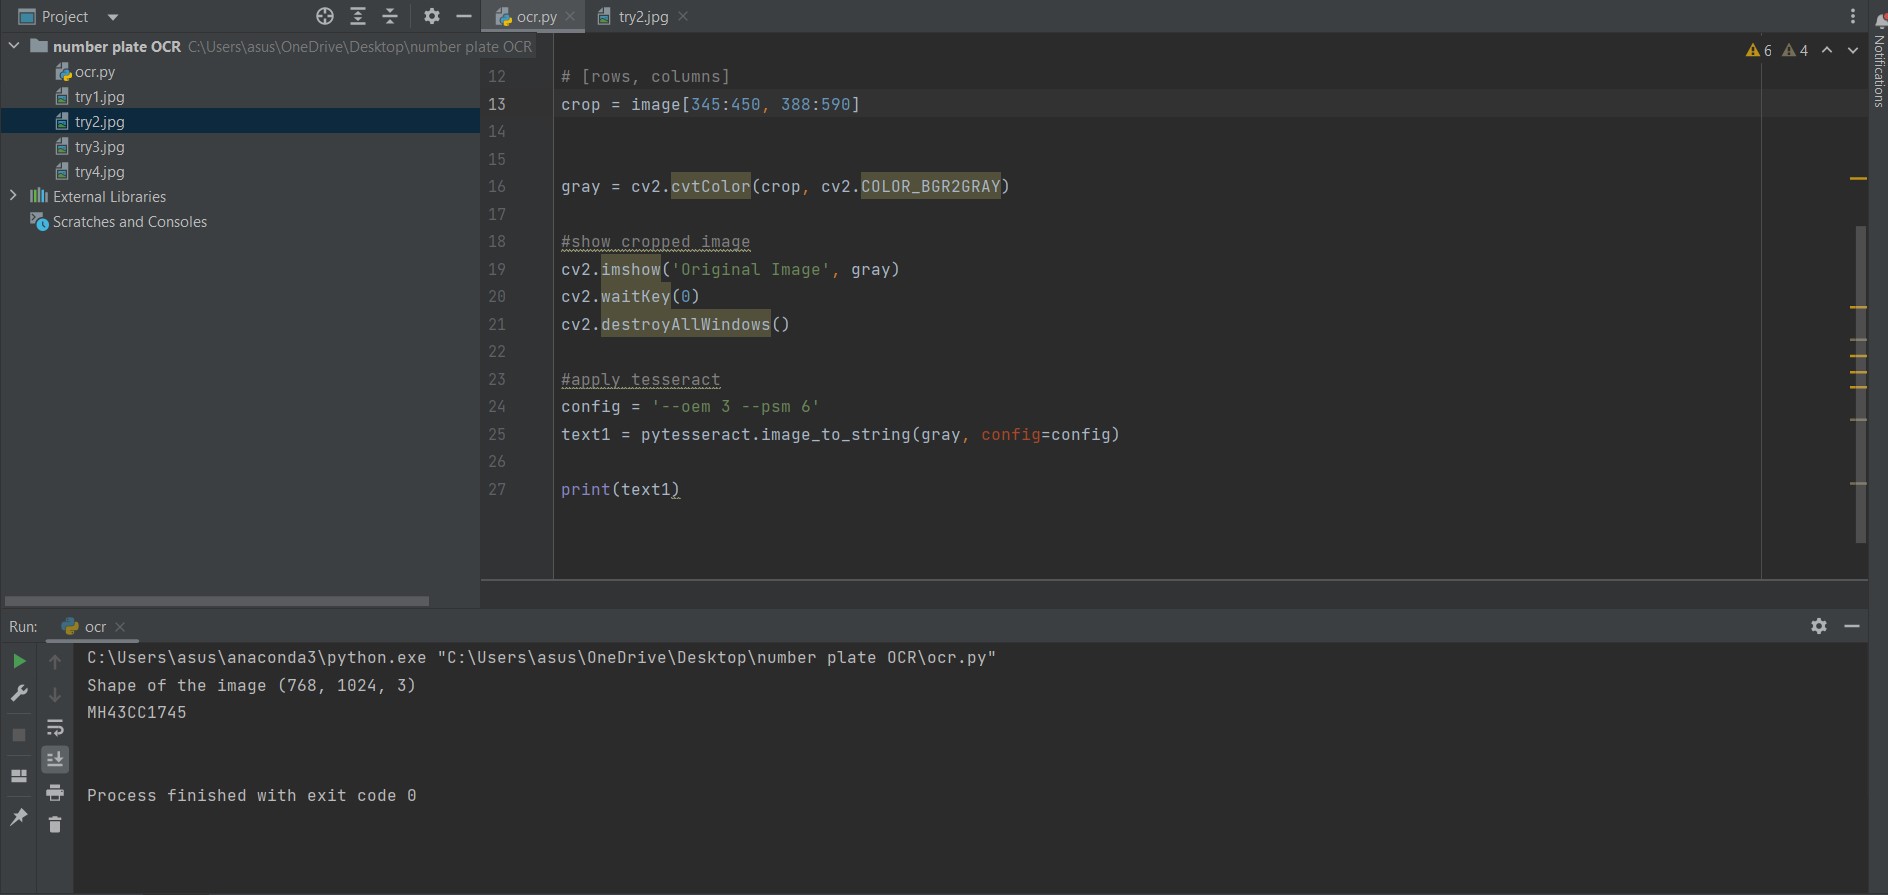 Project
ocr.py
try2.jpg
number plate OCR C:\Users\asus\OneDrive\Desktop\number plate OCR
ocr.py
try1.jpg
try2.jpg
try3.jpg
try4.jpg
External Libraries
Scratches and Consoles
6 4
Notifications
12 # [rows, columns]
13 crop = image[345:450, 388:590]
14
15
16 gray = cv2.cvtColor(crop, cv2.COLOR_BGR2GRAY)
17
18 #show cropped image
19 cv2.imshow('Original Image', gray)
20 cv2.waitKey(0)
21 cv2.destroyAllWindows()
22
23 #apply tesseract
24 config = '--oem 3 --psm 6'
25 text1 = pytesseract.image_to_string(gray, config=config)
26
27 print(text1)
Run: ocr
C:\Users\asus\anaconda3\python.exe "C:\Users\asus\OneDrive\Desktop\number plate OCR\ocr.py"
Shape of the image (768, 1024, 3)
MH43CC1745
Process finished with exit code 0